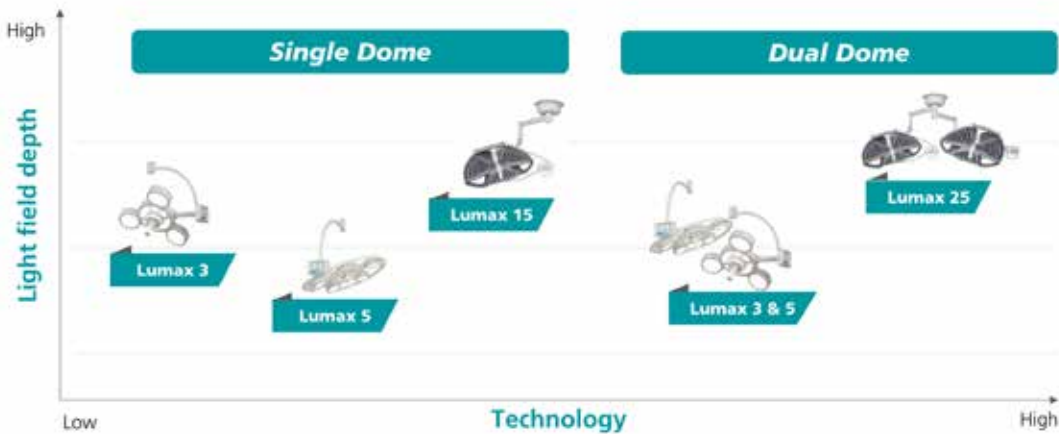 High
Single Dome
Dual Dome
Light field depth
Lumax 3
Lumax 5
Lumax 15
Lumax 3 & 5
Lumax 25
Low
Technology
High